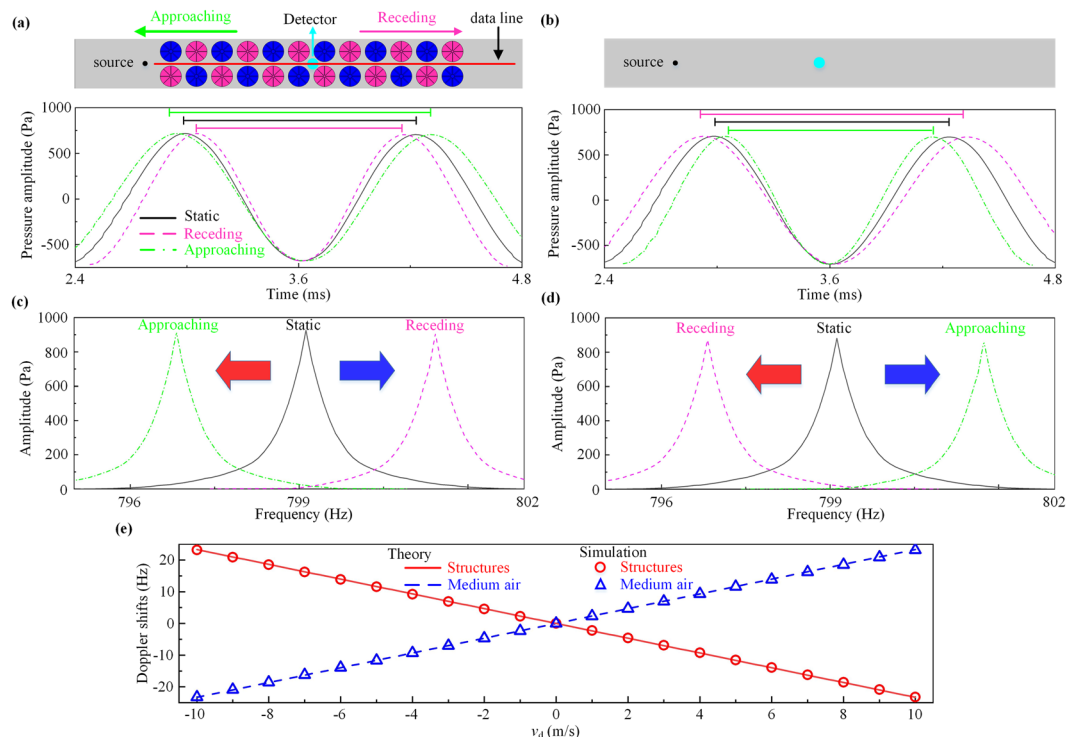 (a)
Approaching
Detector
Receding
data line
source
1000
500
0
-500
Pressure amplitude (Pa)
Static
Receding
Approaching
2.4
3.6
4.8
Time (ms)
(b)
source
1000
500
0
-500
Pressure amplitude (Pa)
2.4
3.6
4.8
Time (ms)
(c)
1000
800
600
400
200
0
Amplitude (Pa)
Approaching
Static
Receding
796
799
802
Frequency (Hz)
(d)
1000
800
600
400
200
0
Amplitude (Pa)
Receding
Static
Approaching
796
799
802
Frequency (Hz)
(e)
20
10
0
-10
-20
Doppler shifts (Hz)
Theory
Structures
Medium air
Simulation
Structures
Medium air
-10
-8
-6
-4
-2
0
2
4
6
8
10
vd (m/s)